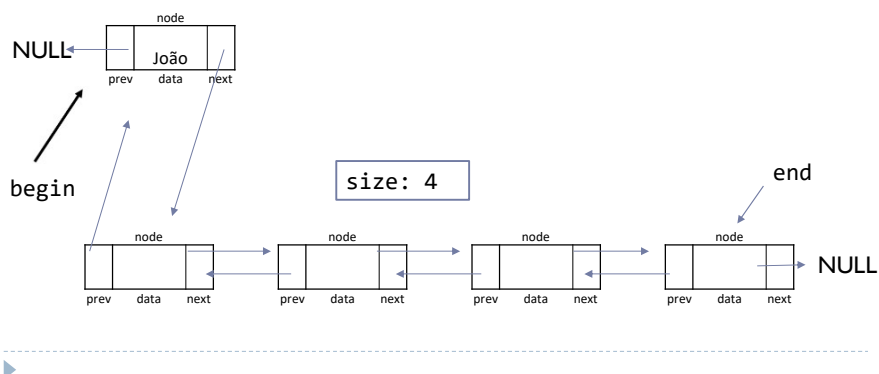 node
NULL
João
prev data next
begin
size: 4
end
node node node node
NULL
prev data next prev data next prev data next prev data next